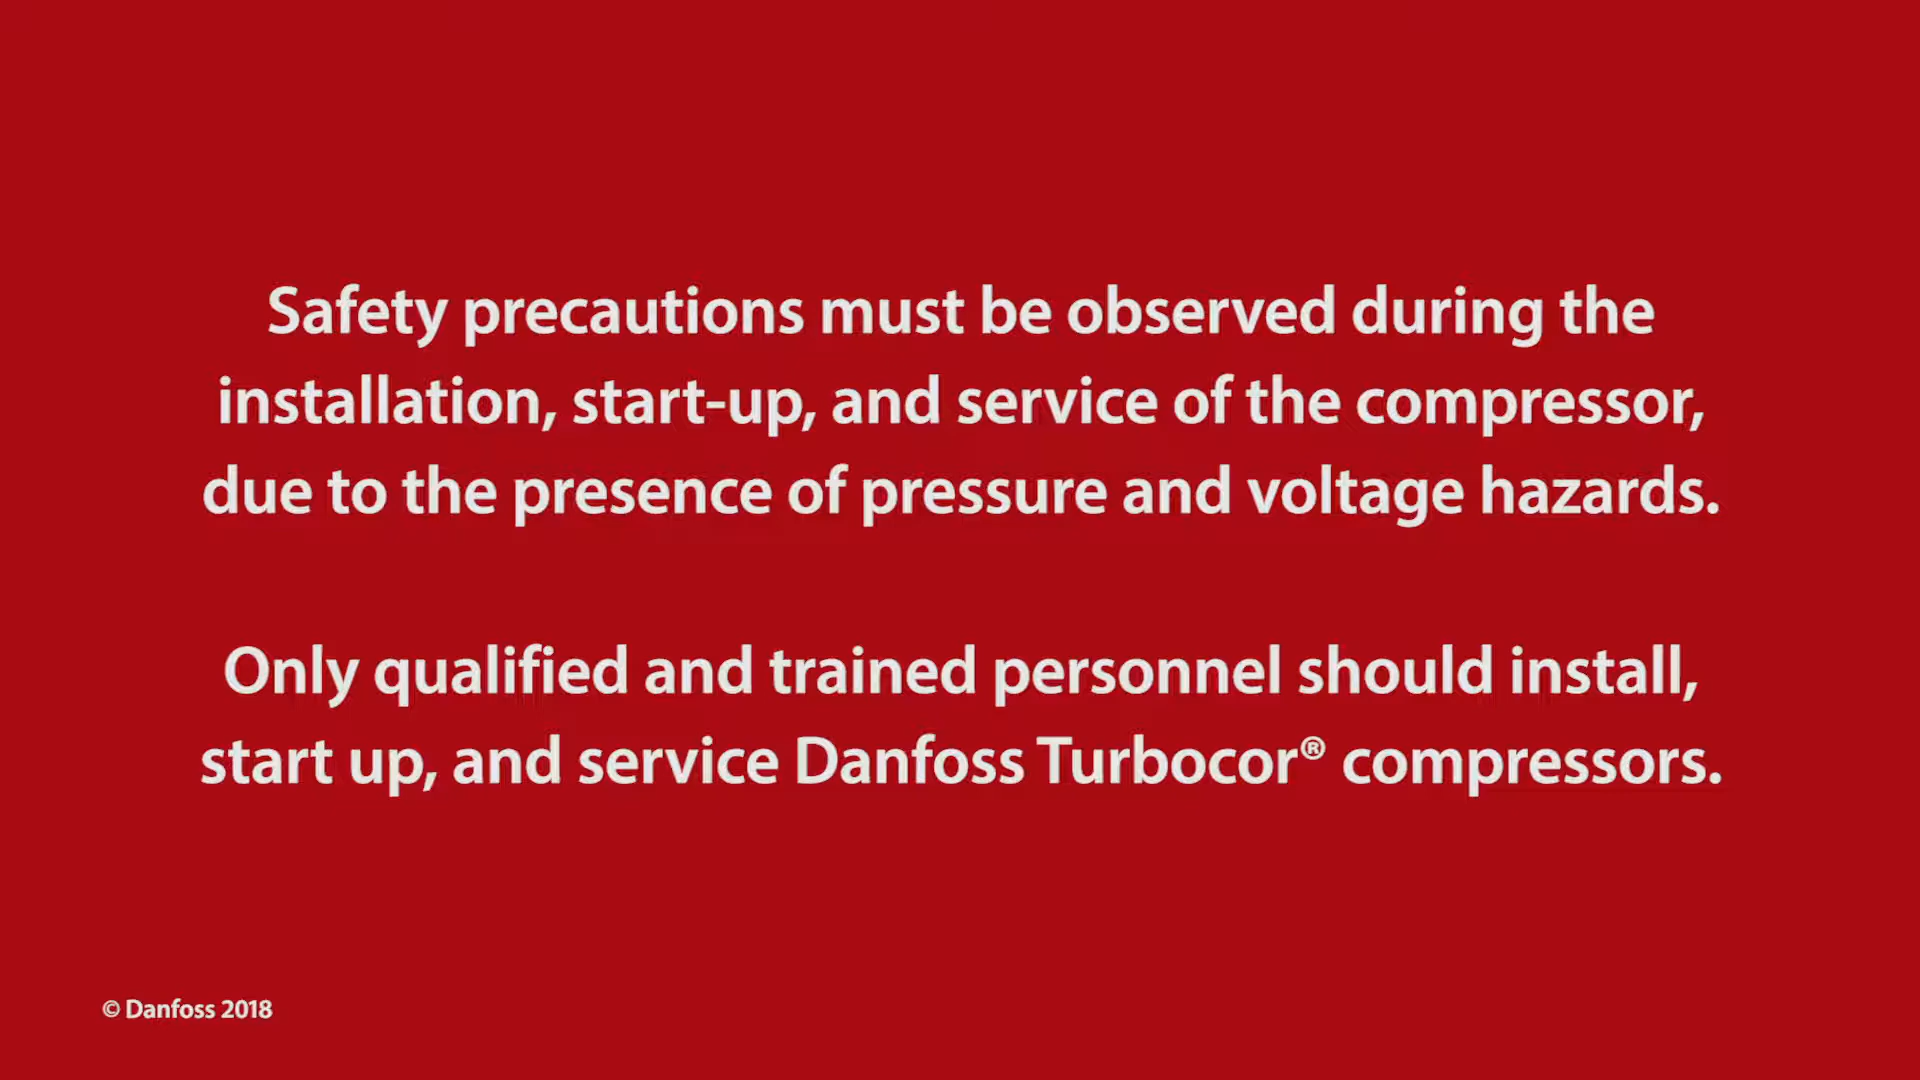 Safety precautions must be observed during the
installation, start-up, and service of the compressor,
due to the presence of pressure and voltage hazards.
Only qualified and trained personnel should install,
start up, and service Danfoss Turbocor® compressors.
© Danfoss 2018